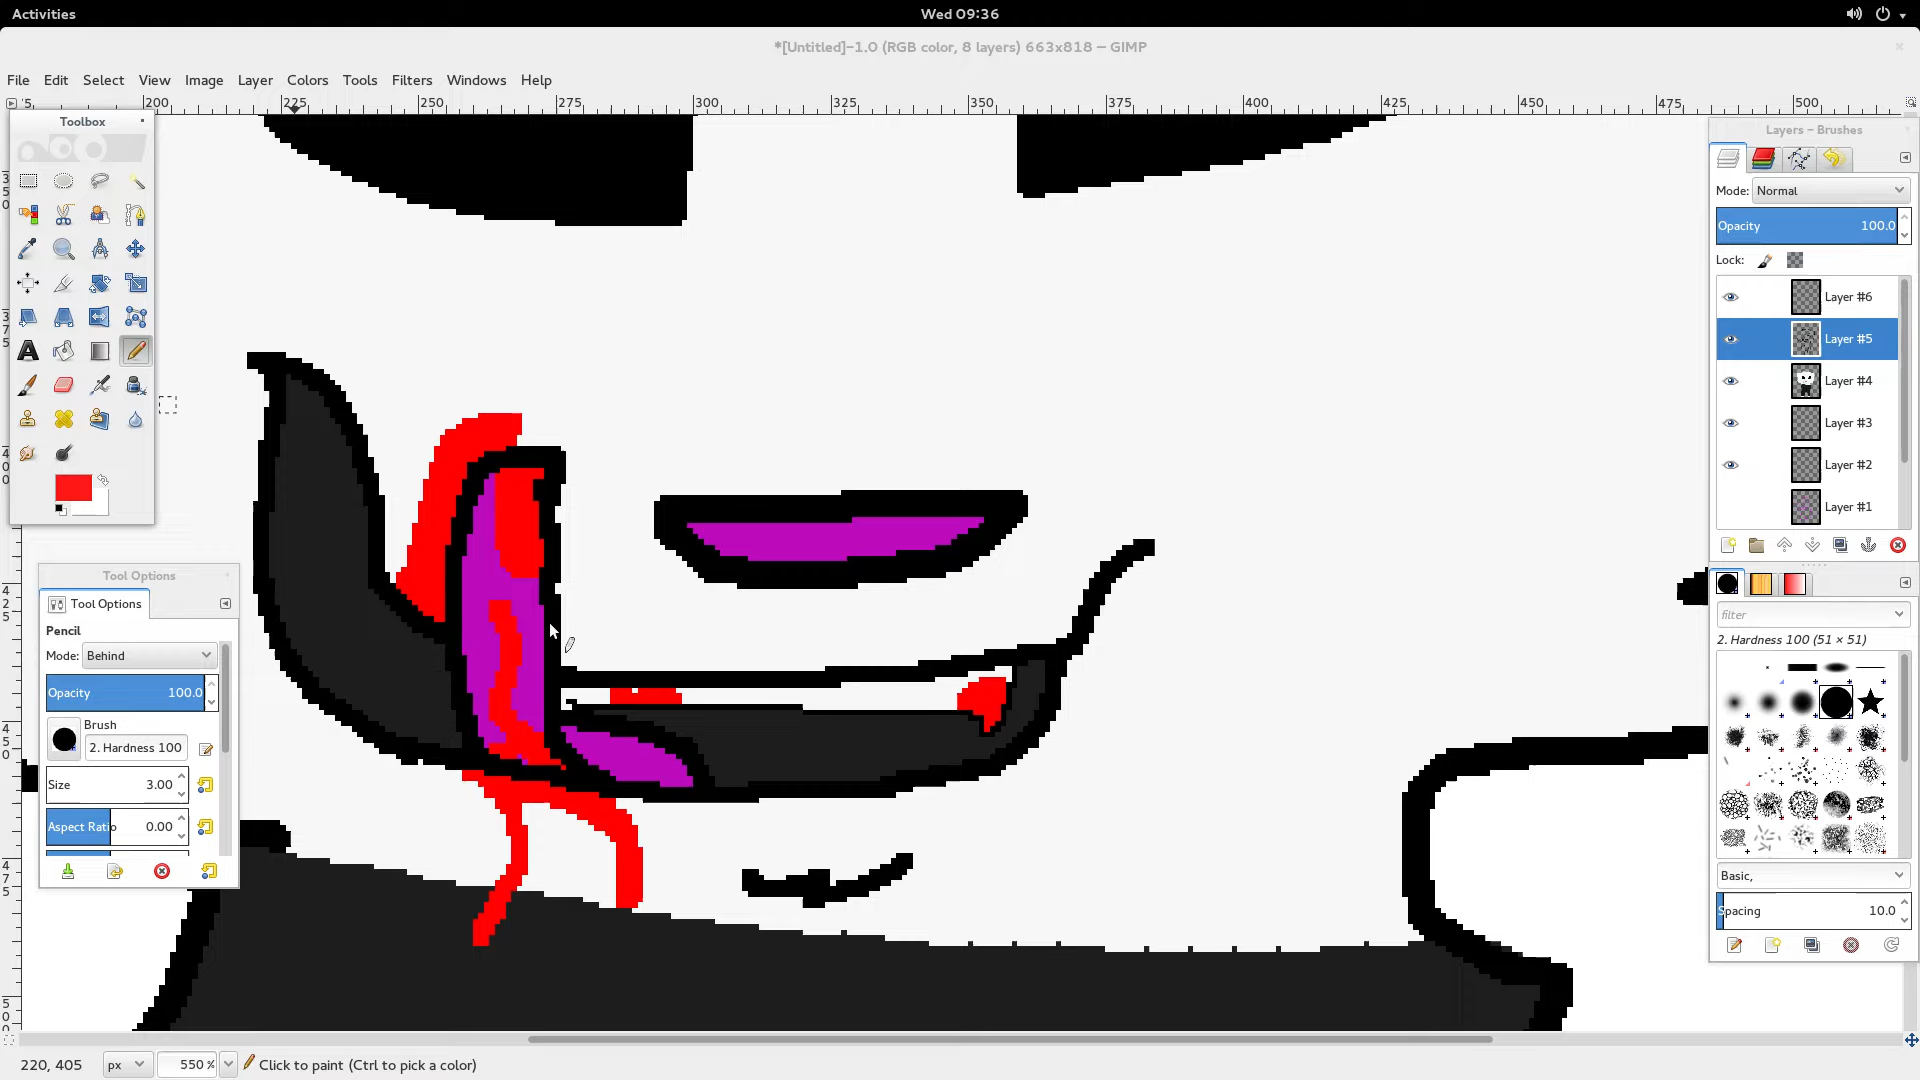 Activities
Wed 09:36
*[Untitled]-1.0 (RGB color, 8 layers) 663x818 – GIMP
File Edit Select View Image Layer Colors Tools Filters Windows Help
200 225 250 275 300 325 350 375 400 425 450 475 500
Toolbox
Layers – Brushes
Mode: Normal
Opacity 100.0
Lock:
Layer #6
Layer #5
Layer #4
Layer #3
Layer #2
Layer #1
Tool Options
Tool Options
Pencil
Mode: Behind
Opacity 100.0
Brush
2. Hardness 100
Size 3.00
Aspect Ratio 0.00
filter
2. Hardness 100 (51 × 51)
Basic,
Spacing 10.0
220, 405 px 550 % Click to paint (Ctrl to pick a color)